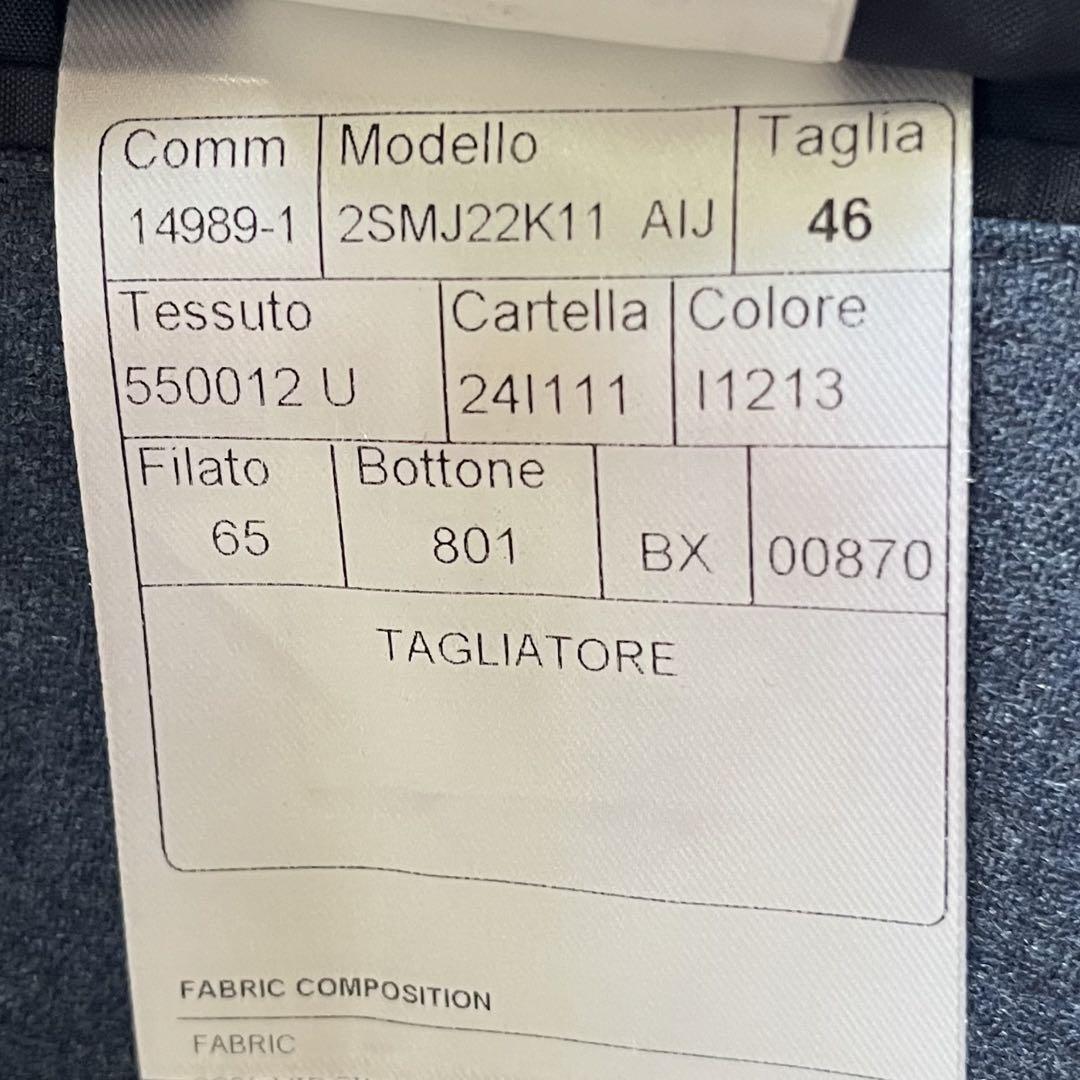 Comm Modello Taglia
14989-1 2SMJ22K11 AIJ 46
Tessuto Cartella Colore
550012 U 24I111 I1213
Filato Bottone
65 801 BX 00870
TAGLIATORE
FABRIC COMPOSITION
FABRIC